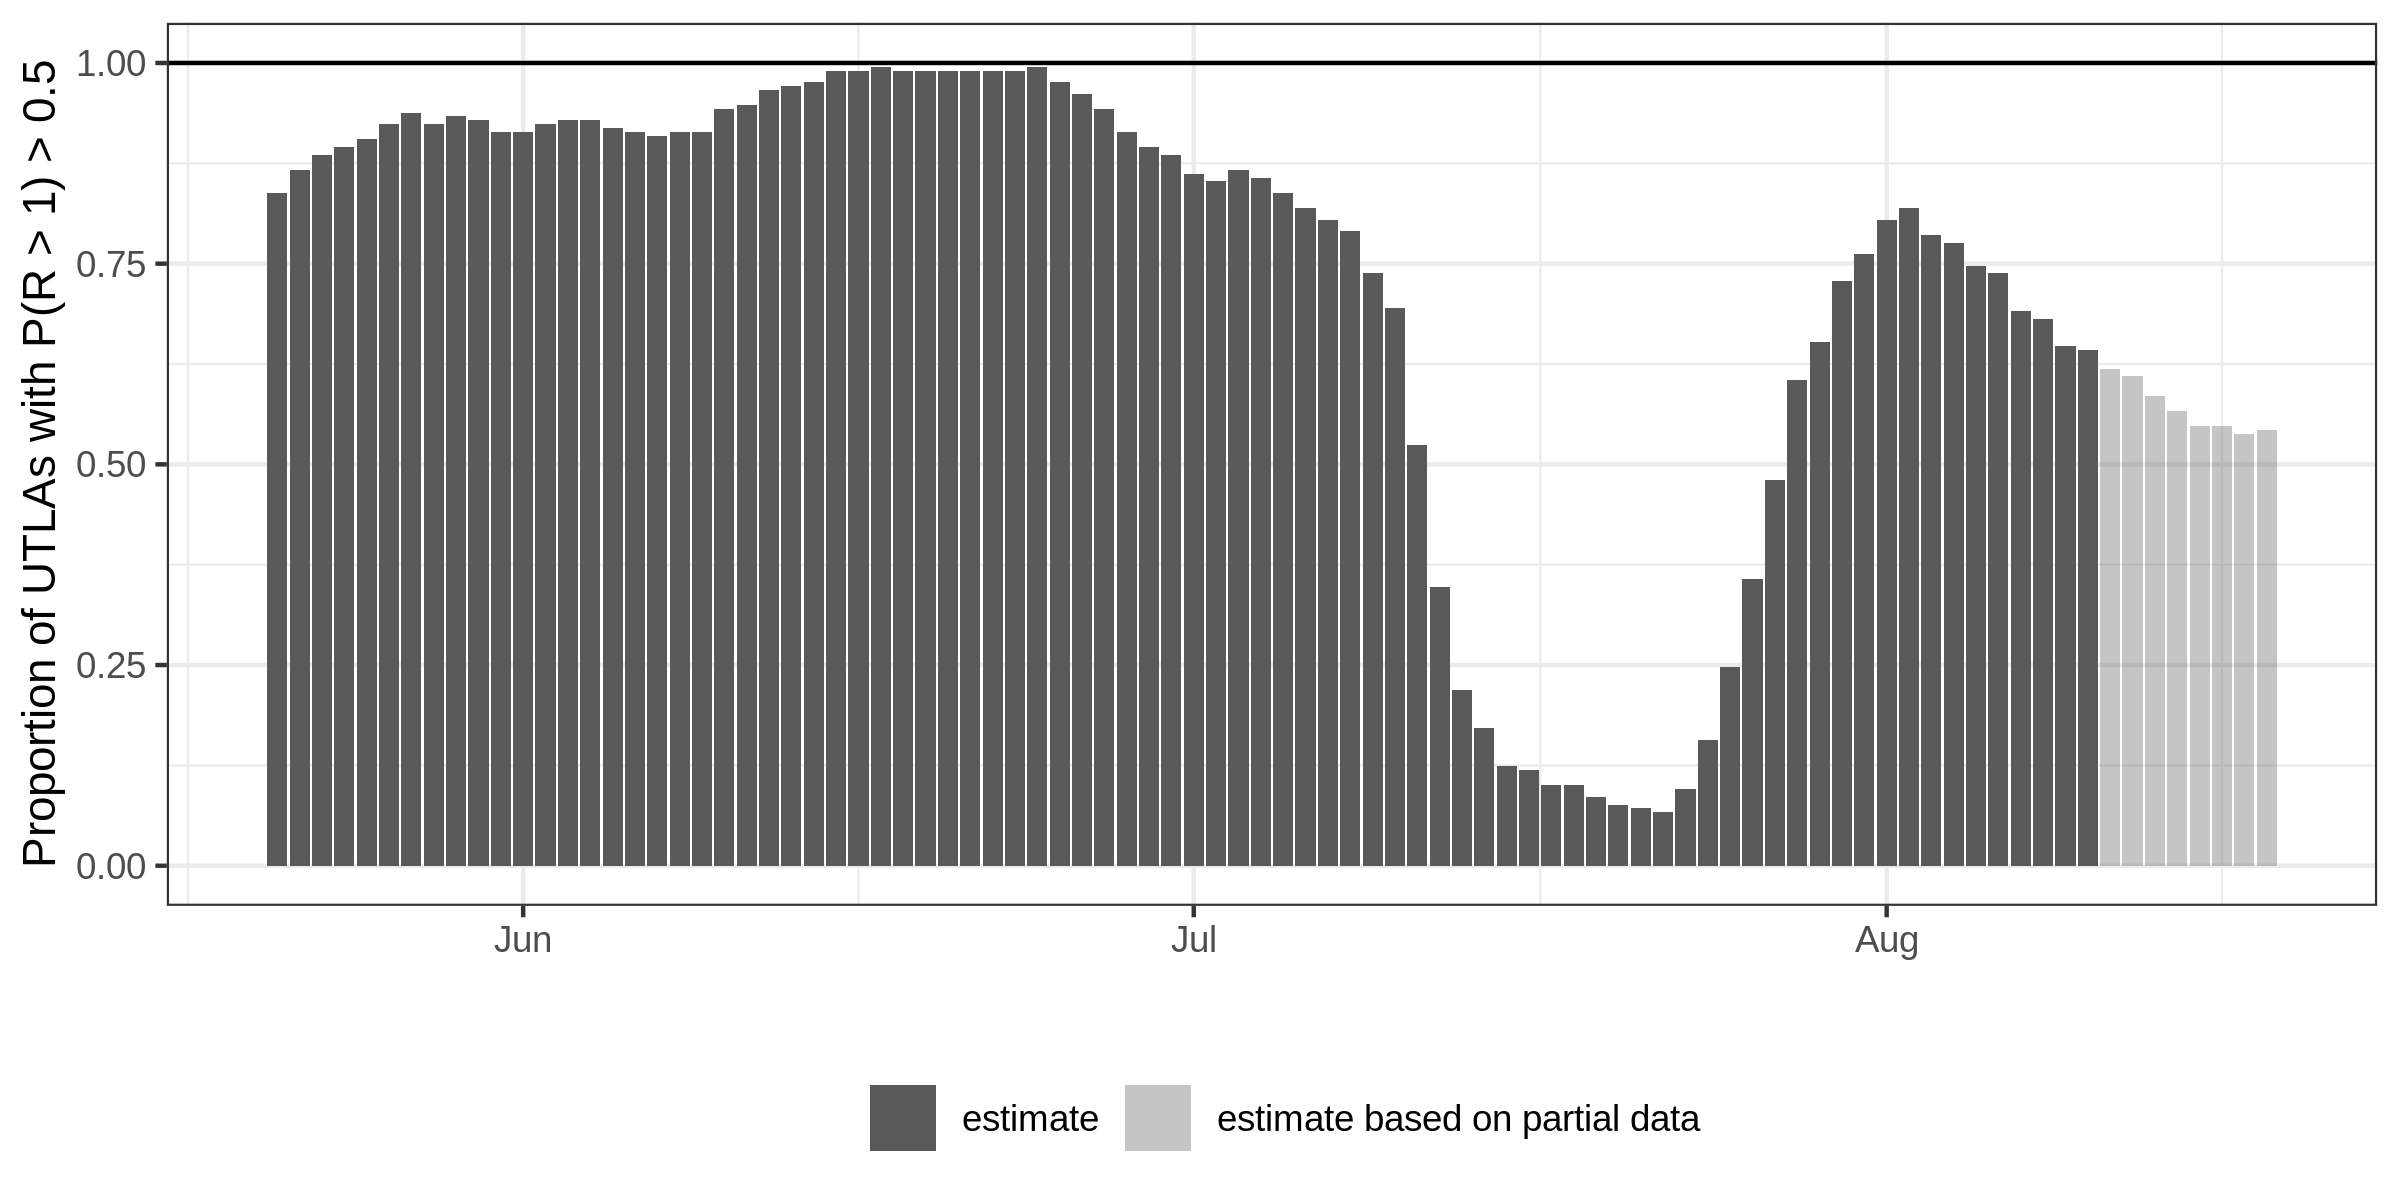 Proportion of UTLAs with P(R > 1) > 0.5
1.00
0.75
0.50
0.25
0.00
Jun Jul Aug
estimate estimate based on partial data